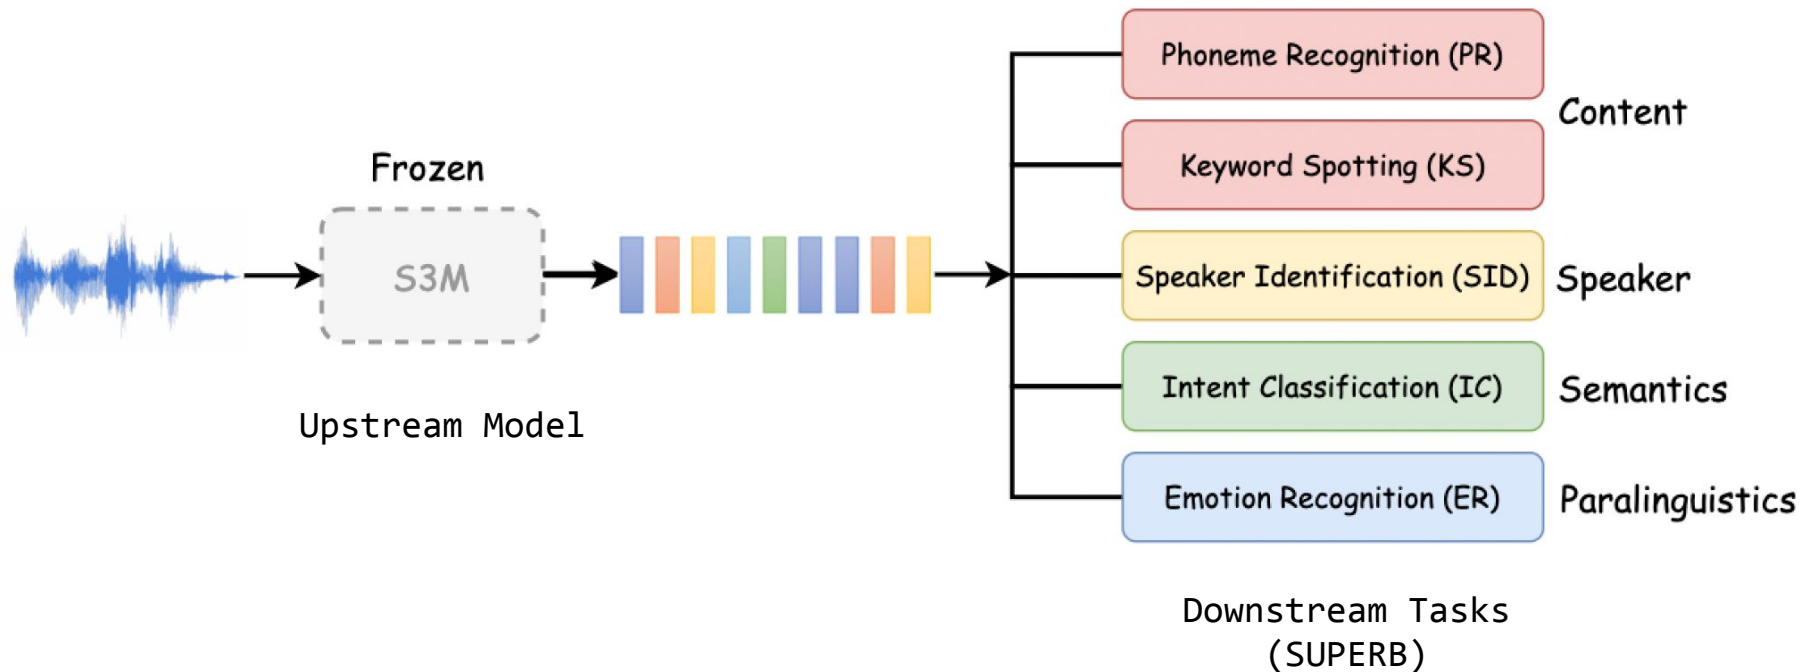 Frozen
S3M
Upstream Model
Phoneme Recognition (PR)
Keyword Spotting (KS)
Content
Speaker Identification (SID)
Speaker
Intent Classification (IC)
Semantics
Emotion Recognition (ER)
Paralinguistics
Downstream Tasks
(SUPERB)